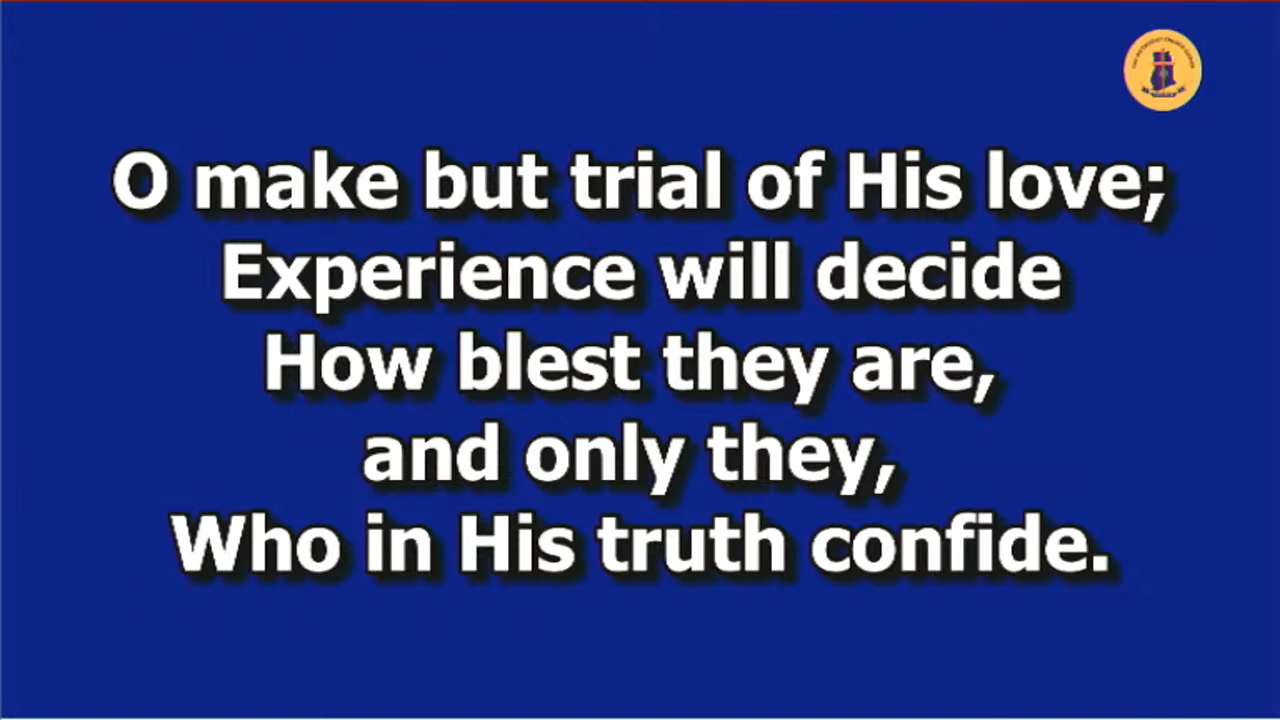 O make but trial of His love;
Experience will decide
How blest they are,
and only they,
Who in His truth confide.